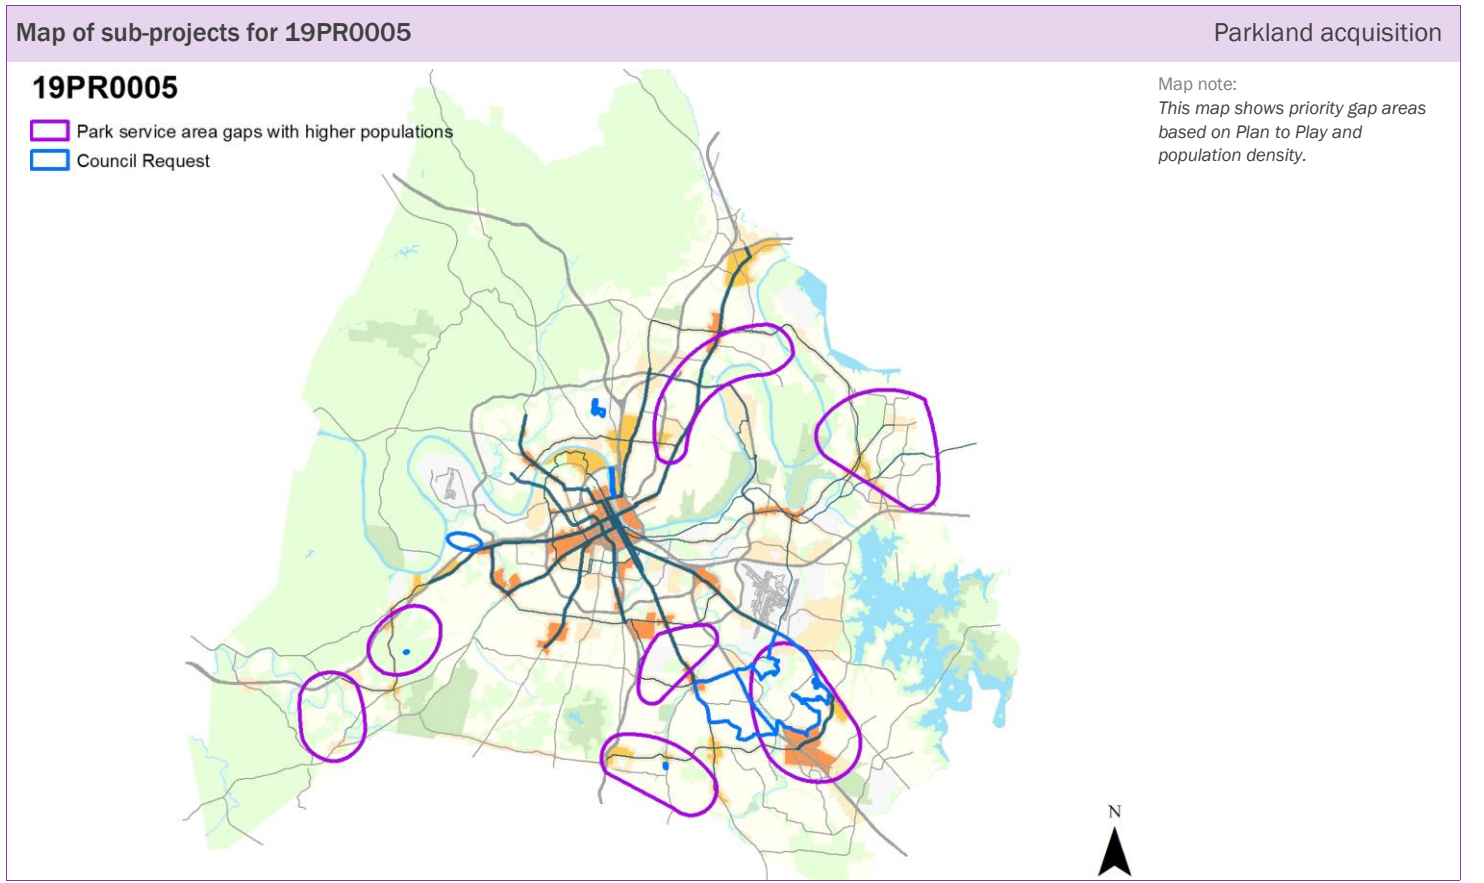 Map of sub-projects for 19PR0005
Parkland acquisition
19PR0005
Park service area gaps with higher populations
Council Request
Map note:
This map shows priority gap areas
based on Plan to Play and
population density.
N